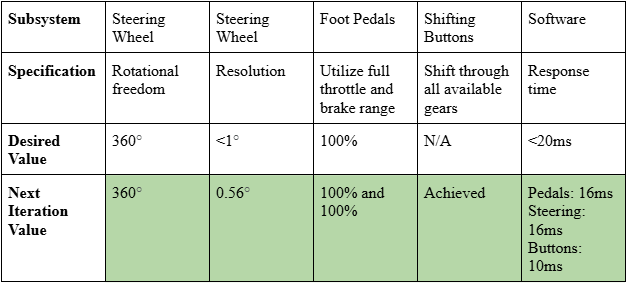 Subsystem
Steering
Wheel
Steering
Wheel
Foot Pedals
Shifting
Buttons
Software
Specification
Rotational
freedom
Resolution
Utilize full
throttle and
brake range
Shift through
all available
gears
Response
time
Desired
Value
360°
<1°
100%
N/A
<20ms
Next
Iteration
Value
360°
0.56°
100% and
100%
Achieved
Pedals: 16ms
Steering:
16ms
Buttons:
10ms